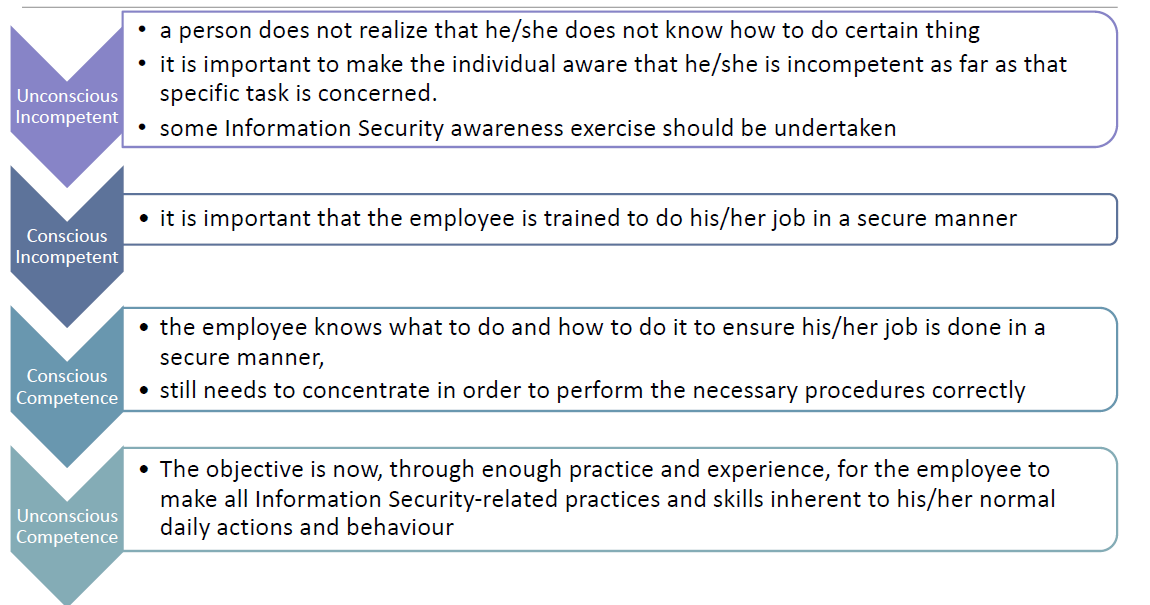 • a person does not realize that he/she does not know how to do certain thing
• it is important to make the individual aware that he/she is incompetent as far as that
specific task is concerned.
• some Information Security awareness exercise should be undertaken
Unconscious
Incompetent
• it is important that the employee is trained to do his/her job in a secure manner
Conscious
Incompetent
• the employee knows what to do and how to do it to ensure his/her job is done in a
secure manner,
• still needs to concentrate in order to perform the necessary procedures correctly
Conscious
Competence
• The objective is now, through enough practice and experience, for the employee to
make all Information Security-related practices and skills inherent to his/her normal
daily actions and behaviour
Unconscious
Competence